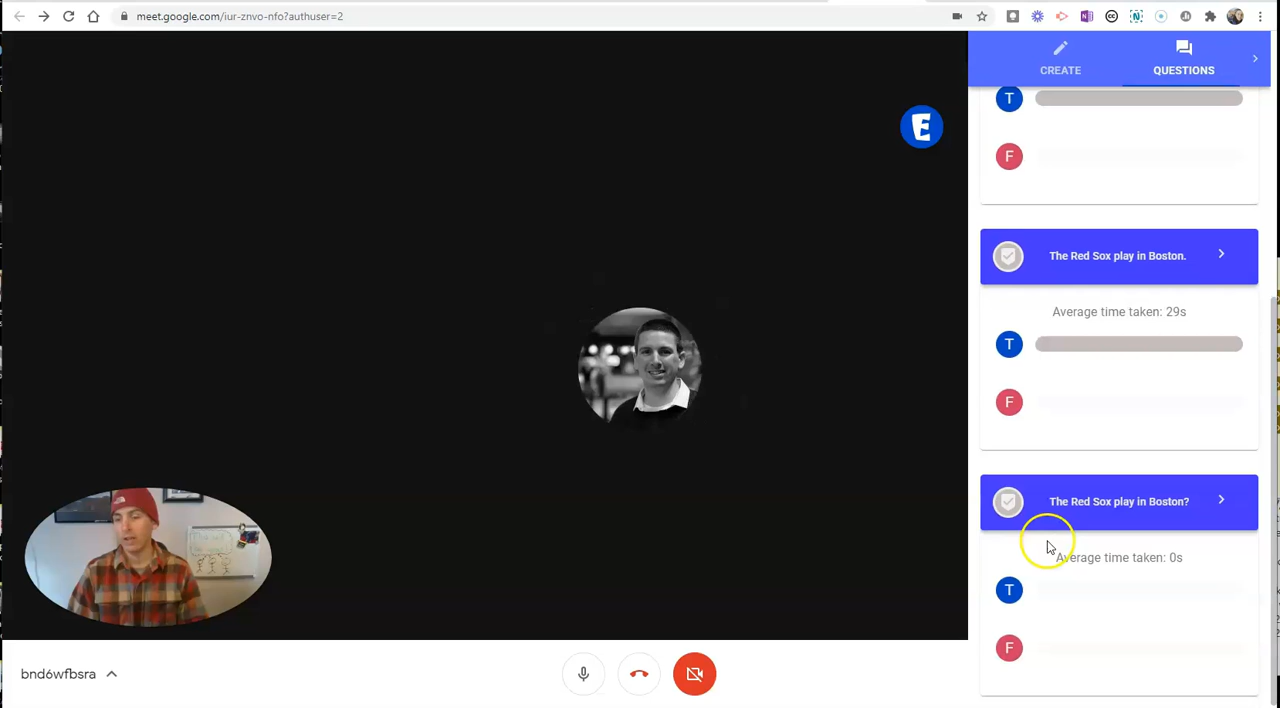 meet.google.com/iur-znvo-nfo?authuser=2
CREATE
QUESTIONS
T
F
E
The Red Sox play in Boston.
Average time taken: 29s
T
F
The Red Sox play in Boston?
Average time taken: 0s
T
F
bnd6wfbsra